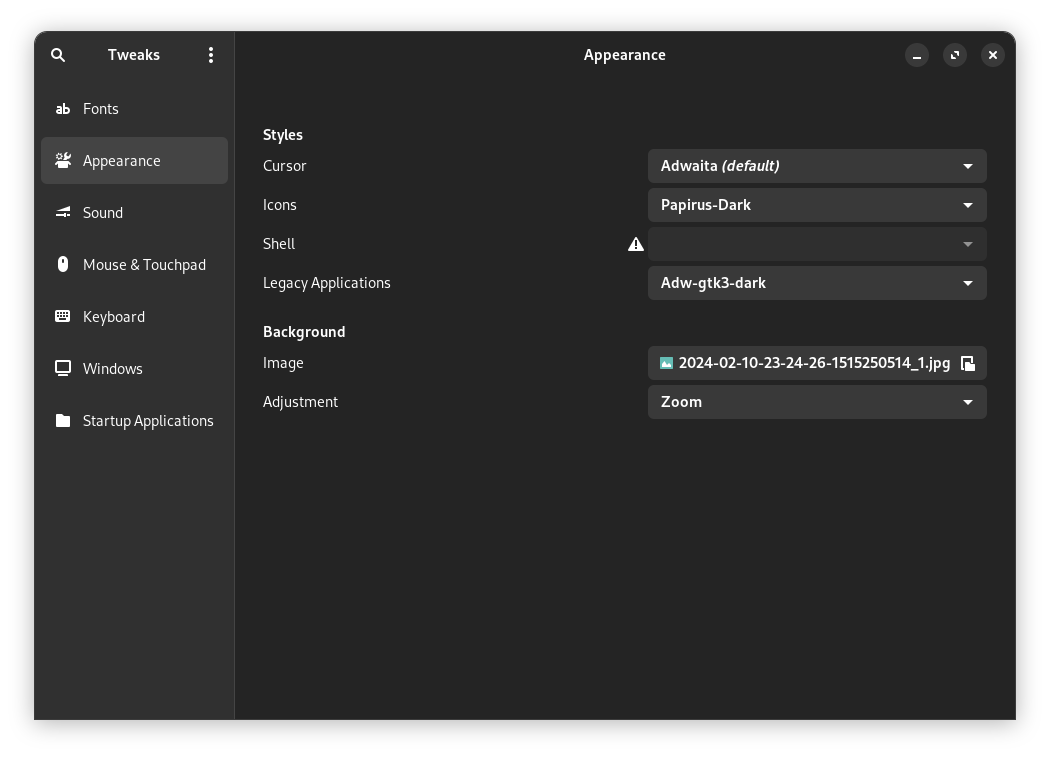 Tweaks
Appearance
ab Fonts
Appearance
Sound
Mouse & Touchpad
Keyboard
Windows
Startup Applications
Styles
Cursor Adwaita (default)
Icons Papirus-Dark
Shell
Legacy Applications Adw-gtk3-dark
Background
Image 2024-02-10-23-24-26-1515250514_1.jpg
Adjustment Zoom